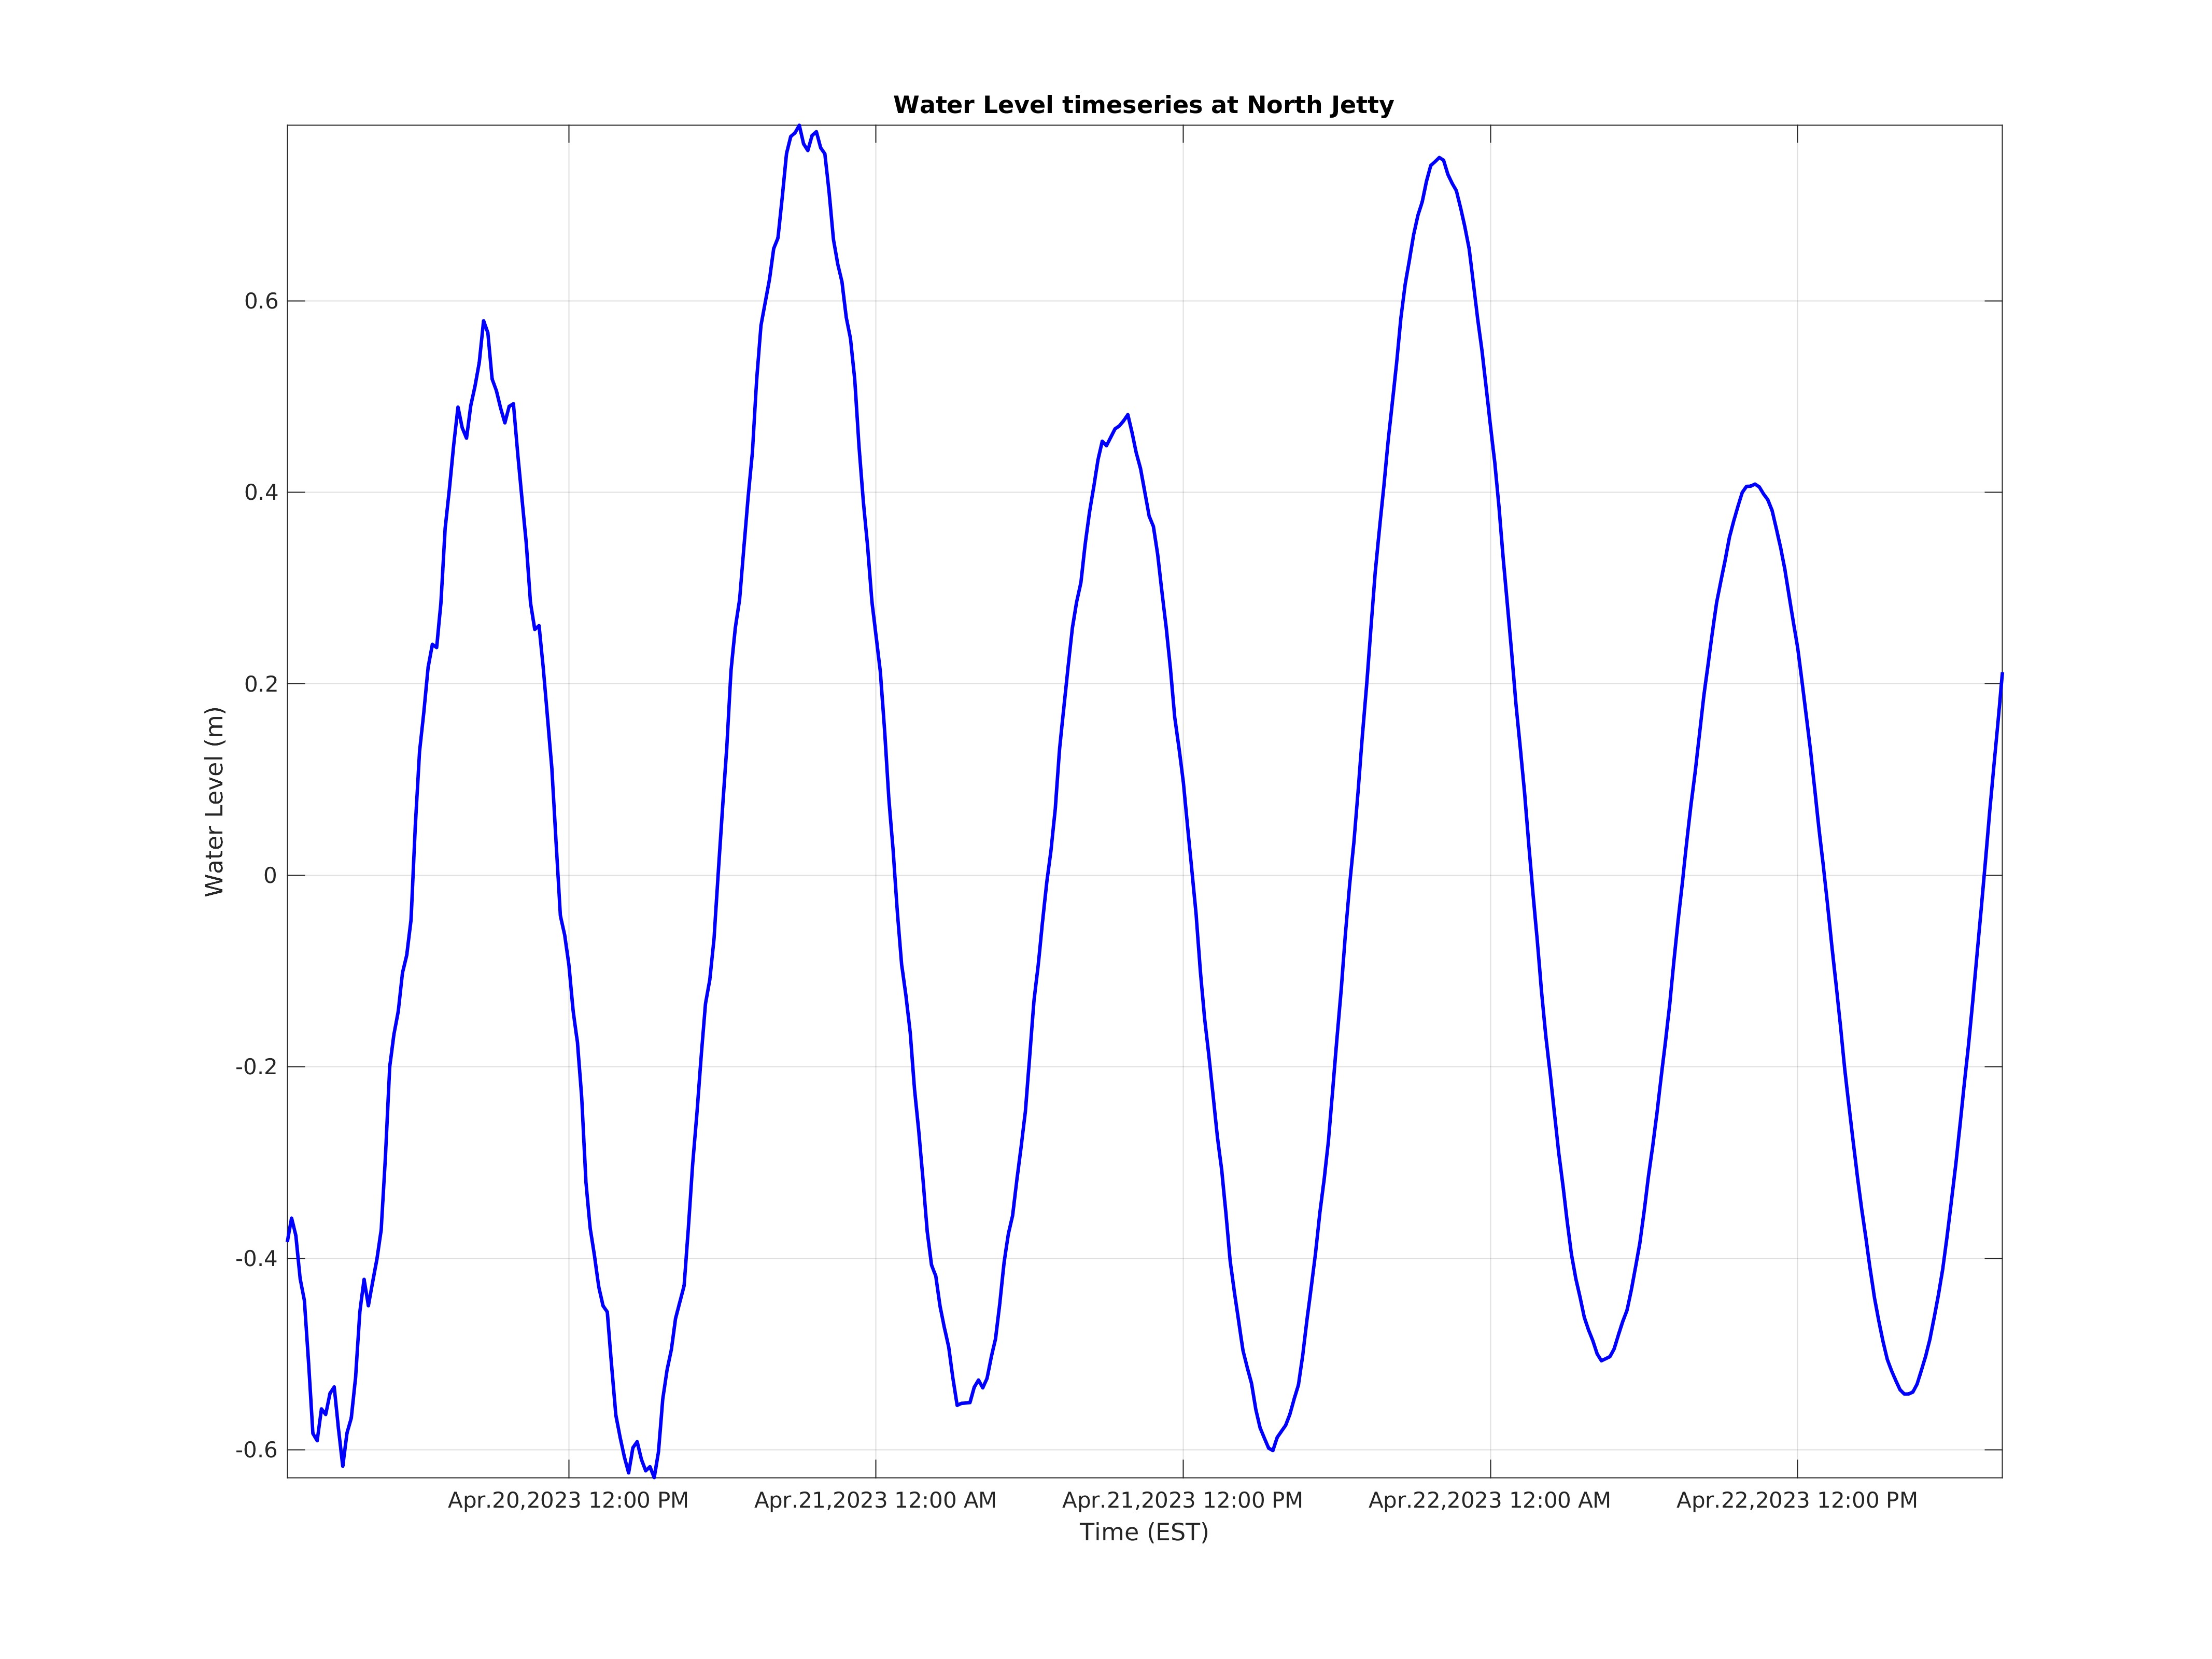 Water Level timeseries at North Jetty
0.6
0.4
0.2
0
-0.2
-0.4
-0.6
Water Level (m)
Apr.20,2023 12:00 PM
Apr.21,2023 12:00 AM
Apr.21,2023 12:00 PM
Apr.22,2023 12:00 AM
Apr.22,2023 12:00 PM
Time (EST)